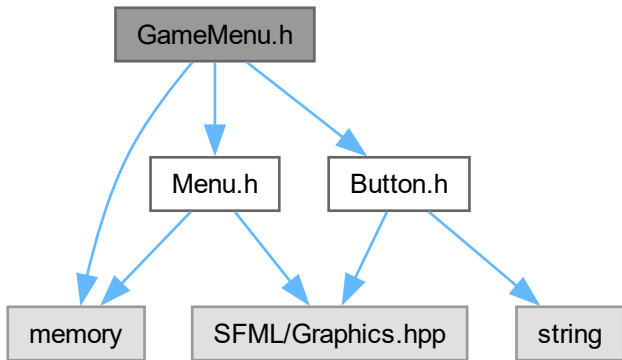 GameMenu.h
Menu.h
Button.h
memory
SFML/Graphics.hpp
string